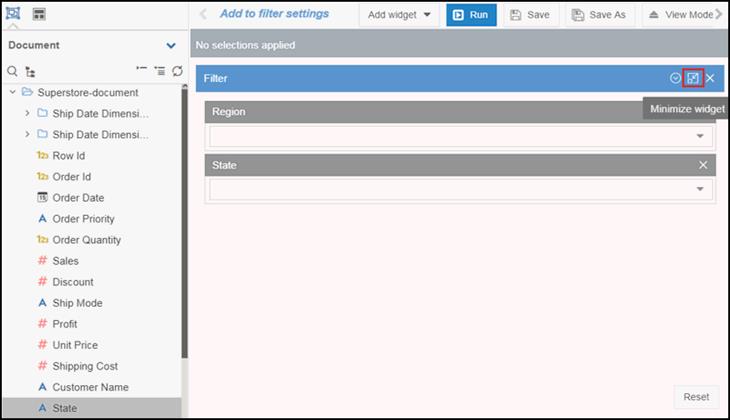 Add to filter settings Add widget Run Save Save As View Mode
Document
No selections applied
Filter
Minimize widget
Superstore-document
Ship Date Dimensi...
Ship Date Dimensi...
Row Id
Order Id
Order Date
Order Priority
Order Quantity
Sales
Discount
Ship Mode
Profit
Unit Price
Shipping Cost
Customer Name
State
Region
State
Reset